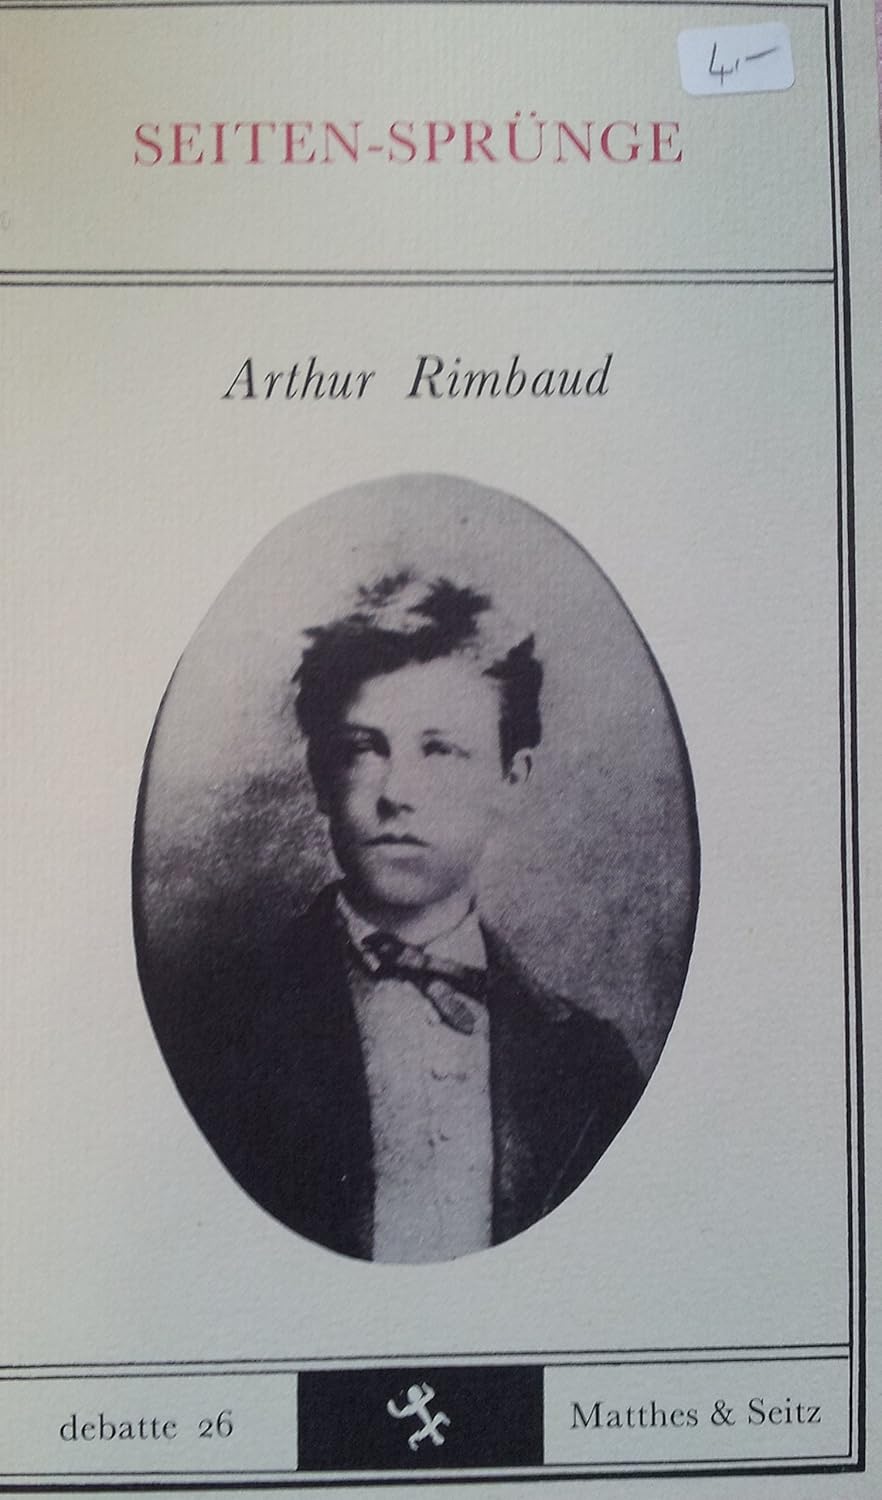 4,–
SEITEN-SPRÜNGE
Arthur Rimbaud
debatte 26
Matthes & Seitz